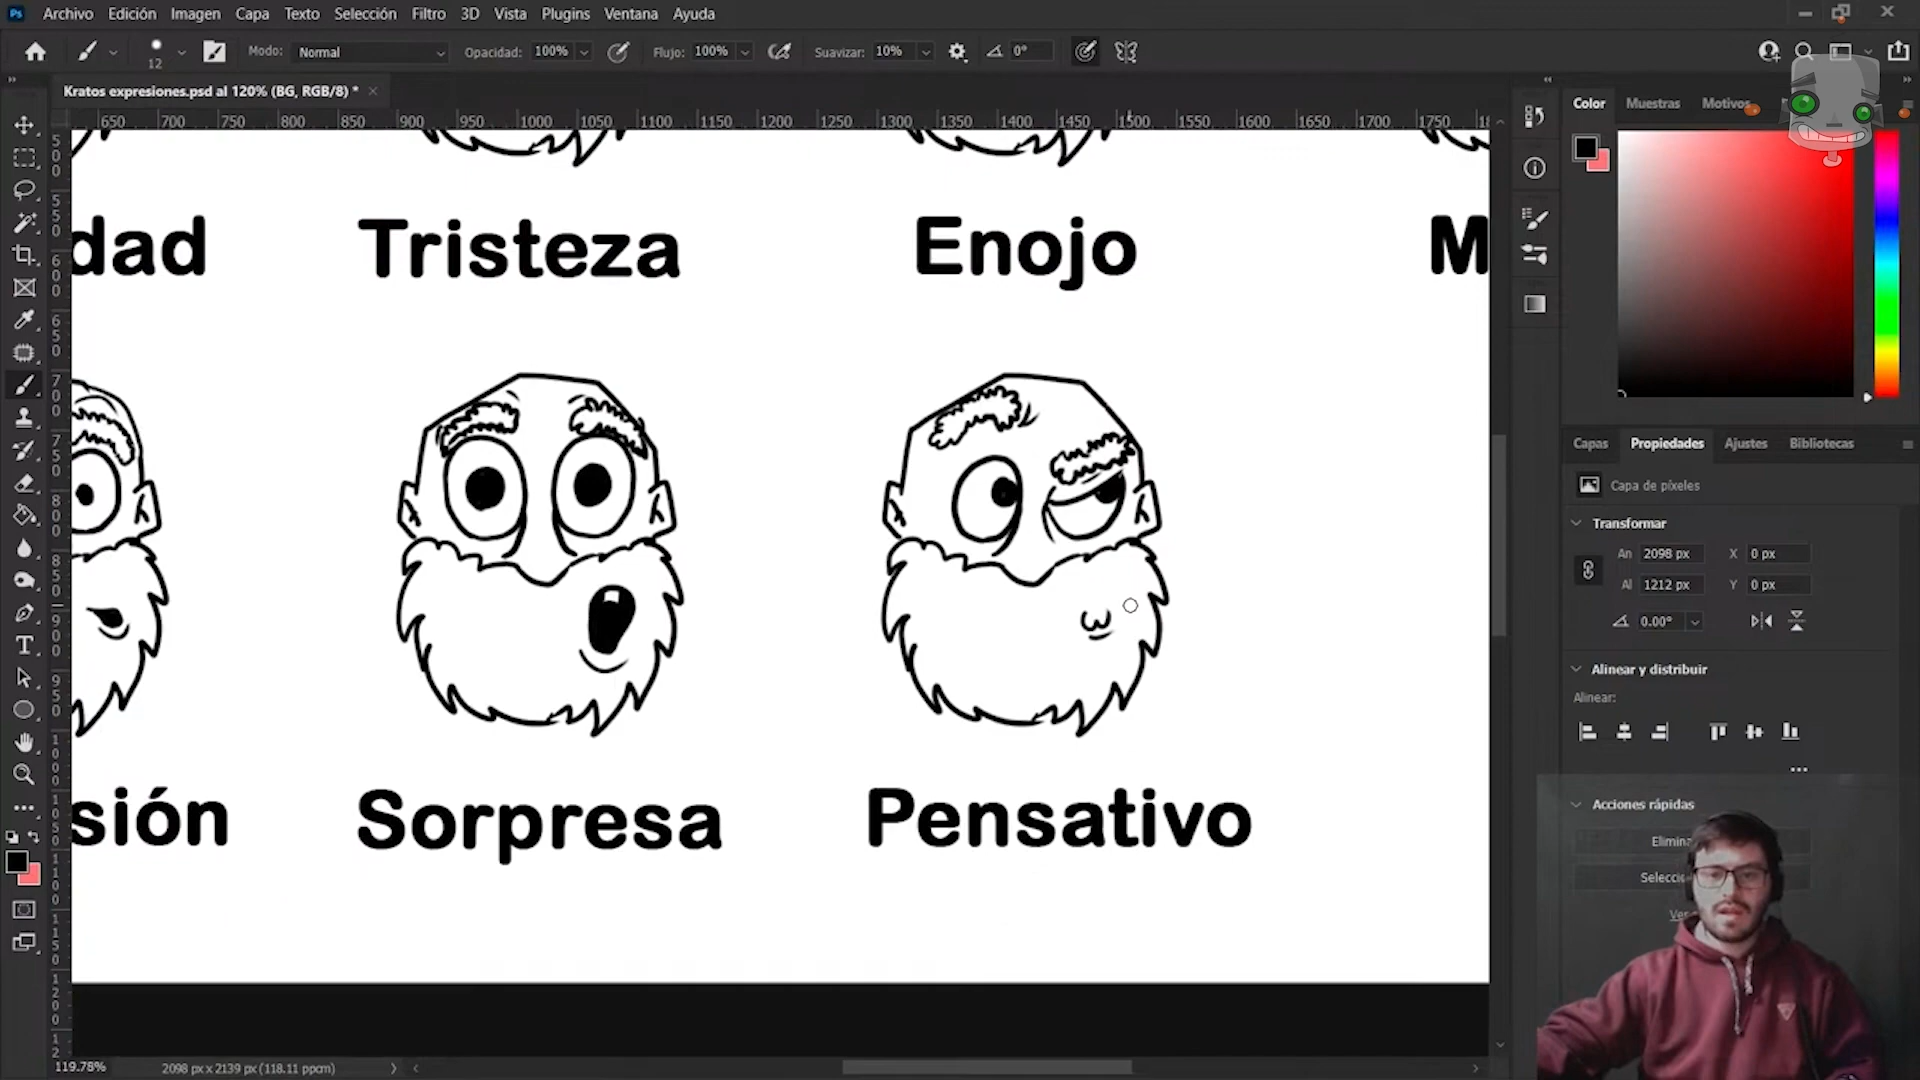 Ps Archivo Edición Imagen Capa Texto Selección Filtro 3D Vista Plugins Ventana Ayuda
12 Modo: Normal Opacidad: 100% Flujo: 100% Suavizar: 10% 0°
Kratos expresiones.psd al 120% (BG, RGB/8) *
Color Muestras Motivos
650 700 750 800 850 900 950 1000 1050 1100 1150 1200 1250 1300 1350 1400 1450 1500 1550 1600 1650 1700 1750
dad Tristeza Enojo M
Capas Propiedades Ajustes Bibliotecas
Capa de píxeles
Transformar
An 2098 px X 0 px
Al 1212 px Y 0 px
0.00°
Alinear y distribuir
Alinear:
Acciones rápidas
sión Sorpresa Pensativo
Elimina
Selecci
Ver
119.78% 2098 px x 2139 px (118.11 ppcm)